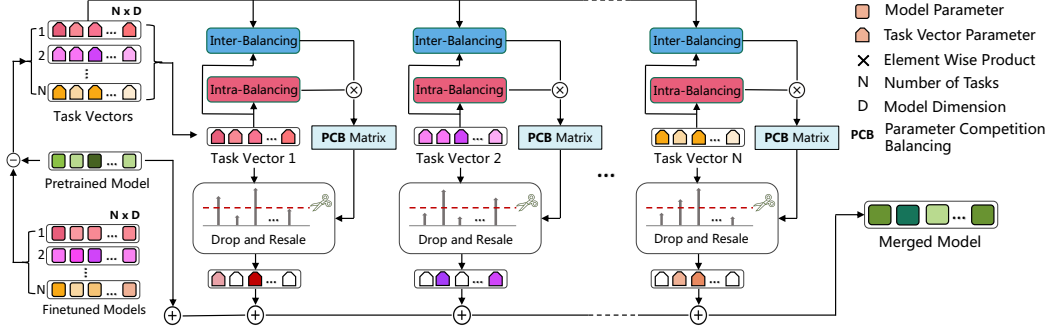 N x D
1
2
N
Task Vectors
Pretrained Model
N x D
1
2
N
Finetuned Models
Inter-Balancing
Intra-Balancing
PCB Matrix
Task Vector 1
Drop and Resale
Inter-Balancing
Intra-Balancing
PCB Matrix
Task Vector 2
Drop and Resale
...
Inter-Balancing
Intra-Balancing
PCB Matrix
Task Vector N
Drop and Resale
Model Parameter
Task Vector Parameter
Element Wise Product
N Number of Tasks
D Model Dimension
PCB Parameter Competition
Balancing
Merged Model